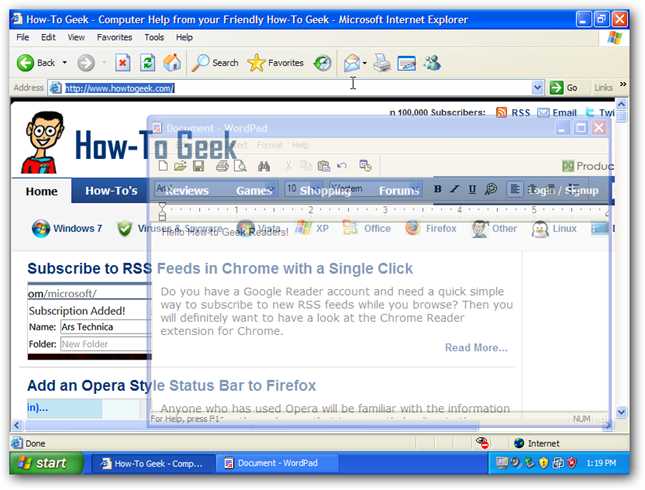 How-To Geek - Computer Help from your Friendly How-To Geek - Microsoft Internet Explorer
File Edit View Favorites Tools Help
Back Search Favorites
Address http://www.howtogeek.com/ Go Links »
n 100,000 Subscribers: RSS Email Twi
Document - WordPad
How-To Geek
Format Help
Produc
Home How-To's Reviews Games Shopping Forums Login / Signup
10 Western B I U
Windows 7 Viruses & Spyware Vista XP Office Firefox Other Linux
Hello How-to Geek Readers!
Subscribe to RSS Feeds in Chrome with a Single Click
om/microsoft/
Subscription Added!
Name: Ars Technica
Folder: New Folder
Do you have a Google Reader account and need a quick simple
way to subscribe to new RSS feeds while you browse? Then you
will definitely want to have a look at the Chrome Reader
extension for Chrome.
Read More...
Add an Opera Style Status Bar to Firefox
in)...
Anyone who has used Opera will be familiar with the information
For Help, press F1
NUM
Done Internet
start How-To Geek - Comp... Document - WordPad 1:19 PM